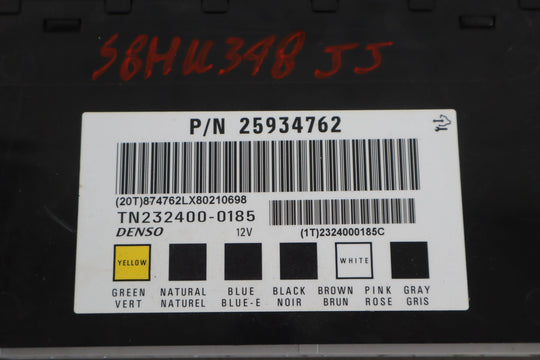 S8HU348 JJ
P/N 25934762
(20T)874762LX80210698
TN232400-0185
DENSO 12V (1T)2324000185C
YELLOW WHITE
GREEN NATURAL BLUE BLACK BROWN PINK GRAY
VERT NATUREL BLUE-E NOIR BRUN ROSE GRIS